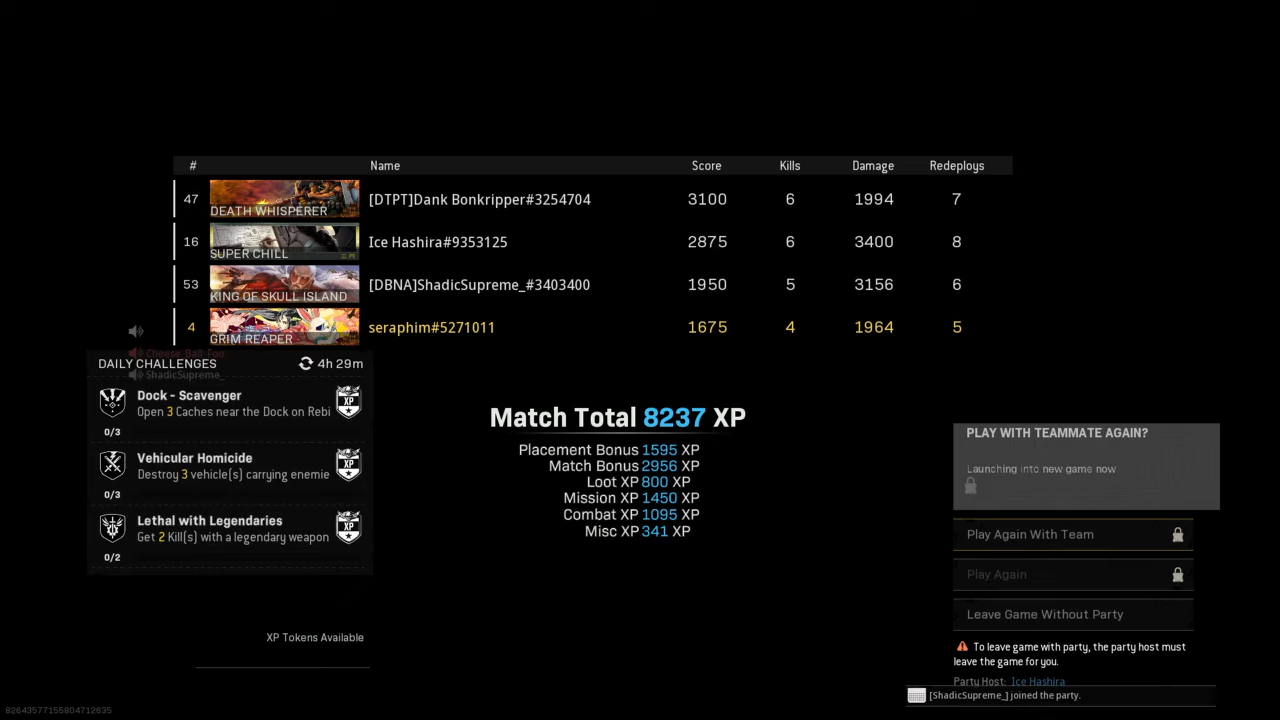 # Name Score Kills Damage Redeploys
47 DEATH WHISPERER [DTPT]Dank Bonkripper#3254704 3100 6 1994 7
16 SUPER CHILL Ice Hashira#9353125 2875 6 3400 8
53 KING OF SKULL ISLAND [DBNA]ShadicSupreme_#3403400 1950 5 3156 6
4 GRIM REAPER seraphim#5271011 1675 4 1964 5
Cheese_Ball-Foo
DAILY CHALLENGES 4h 29m
ShadicSupreme_
Dock - Scavenger
Open 3 Caches near the Dock on Rebi
XP
0/3
Vehicular Homicide
Destroy 3 vehicle(s) carrying enemie
XP
0/3
Lethal with Legendaries
Get 2 Kill(s) with a legendary weapon
XP
0/2
XP Tokens Available
Match Total 8237 XP
Placement Bonus 1595 XP
Match Bonus 2956 XP
Loot XP 800 XP
Mission XP 1450 XP
Combat XP 1095 XP
Misc XP 341 XP
PLAY WITH TEAMMATE AGAIN?
Launching into new game now
Play Again With Team
Play Again
Leave Game Without Party
To leave game with party, the party host must
leave the game for you.
Party Host: Ice Hashira
[ShadicSupreme_] joined the party.
82643577155804712635